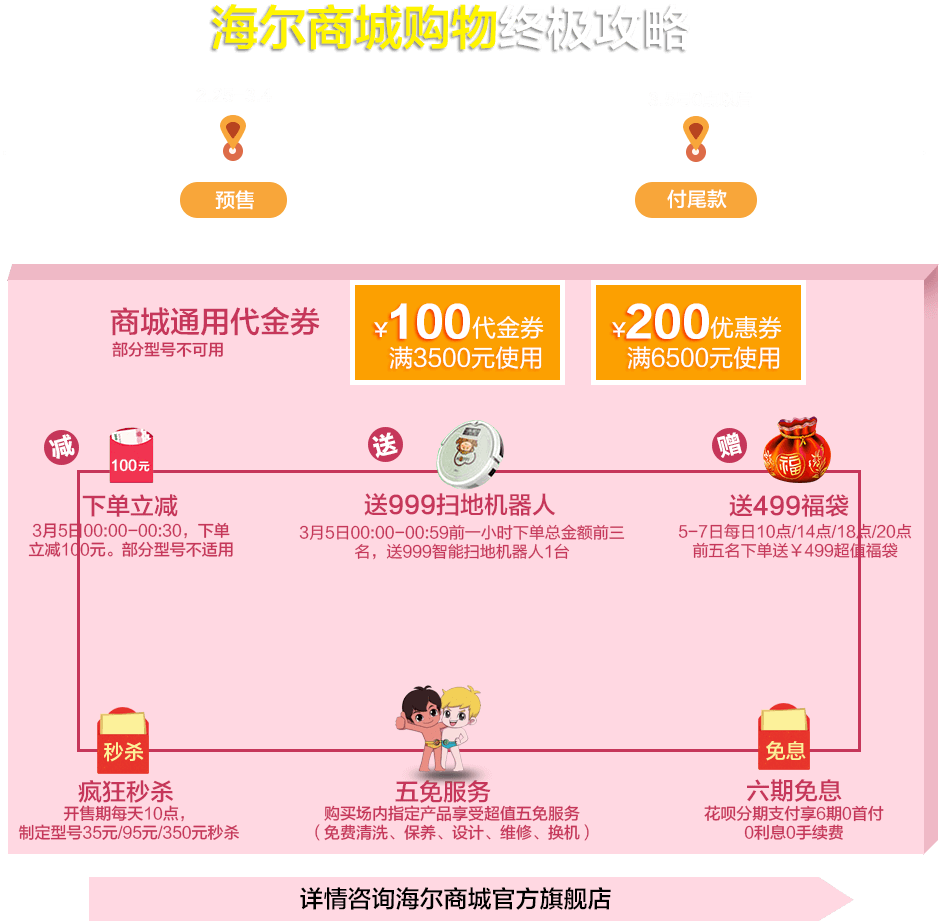 海尔商城购物终极攻略
预售
付尾款
商城通用代金券
部分型号不可用
¥100代金券
满3500元使用
¥200优惠券
满6500元使用
减
100元
下单立减
3月5日00:00-00:30，下单
立减100元。部分型号不适用
送
送999扫地机器人
3月5日00:00-00:59前一小时下单总金额前三
名，送999智能扫地机器人1台
赠
福
送499福袋
5-7日每日10点/14点/18点/20点
前五名下单送￥499超值福袋
秒杀
疯狂秒杀
开售期每天10点，
制定型号35元/95元/350元秒杀
五免服务
购买场内指定产品享受超值五免服务
（免费清洗、保养、设计、维修、换机）
免息
六期免息
花呗分期支付享6期0首付
0利息0手续费
详情咨询海尔商城官方旗舰店